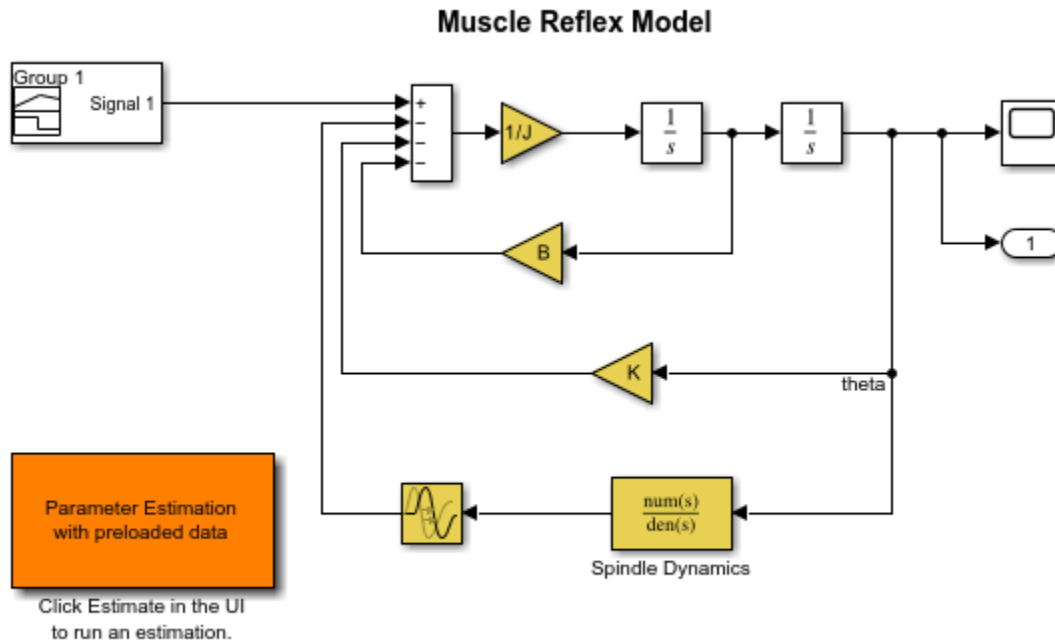 Muscle Reflex Model
Group 1
Signal 1
+
−
−
−
1/J
1
s
1
s
1
B
K
theta
Parameter Estimation
with preloaded data
num(s)
den(s)
Spindle Dynamics
Click Estimate in the UI
to run an estimation.